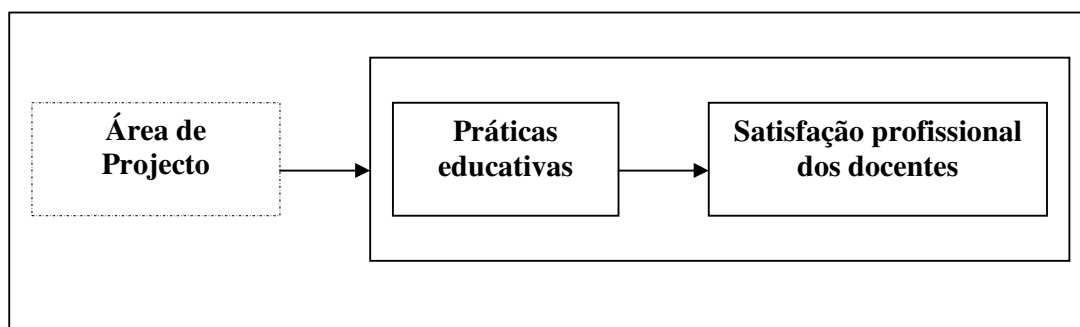 Área de
Projecto
Práticas
educativas
Satisfação profissional
dos docentes